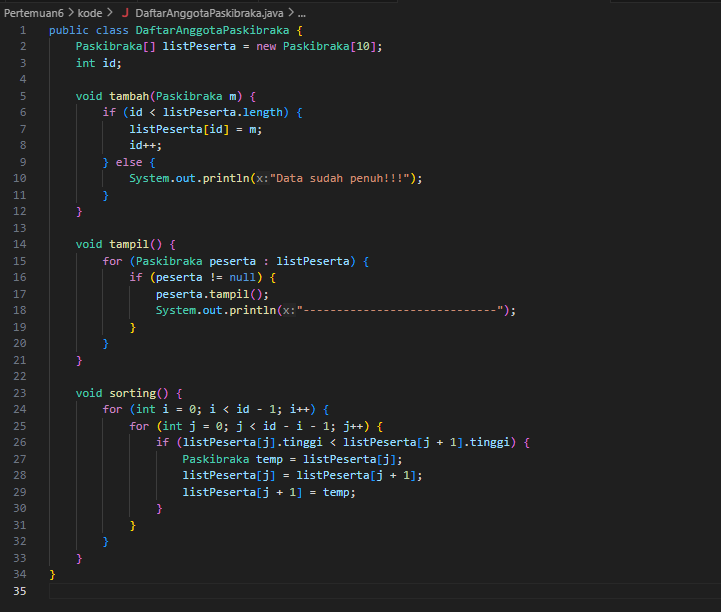 Pertemuan6 > kode > J DaftarAnggotaPaskibraka.java > ...
1 public class DaftarAnggotaPaskibraka {
2 Paskibraka[] listPeserta = new Paskibraka[10];
3 int id;
4
5 void tambah(Paskibraka m) {
6 if (id < listPeserta.length) {
7 listPeserta[id] = m;
8 id++;
9 } else {
10 System.out.println(x:"Data sudah penuh!!!");
11 }
12 }
13
14 void tampil() {
15 for (Paskibraka peserta : listPeserta) {
16 if (peserta != null) {
17 peserta.tampil();
18 System.out.println(x:"-----------------------------");
19 }
20 }
21 }
22
23 void sorting() {
24 for (int i = 0; i < id - 1; i++) {
25 for (int j = 0; j < id - i - 1; j++) {
26 if (listPeserta[j].tinggi < listPeserta[j + 1].tinggi) {
27 Paskibraka temp = listPeserta[j];
28 listPeserta[j] = listPeserta[j + 1];
29 listPeserta[j + 1] = temp;
30 }
31 }
32 }
33 }
34 }
35